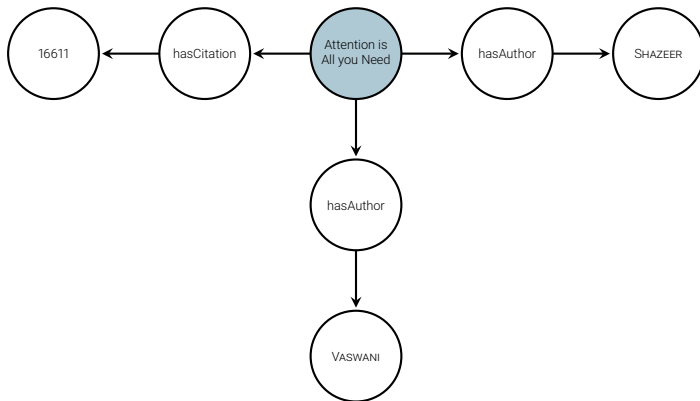 16611
hasCitation
Attention is
All you Need
hasAuthor
SHAZEER
hasAuthor
VASWANI